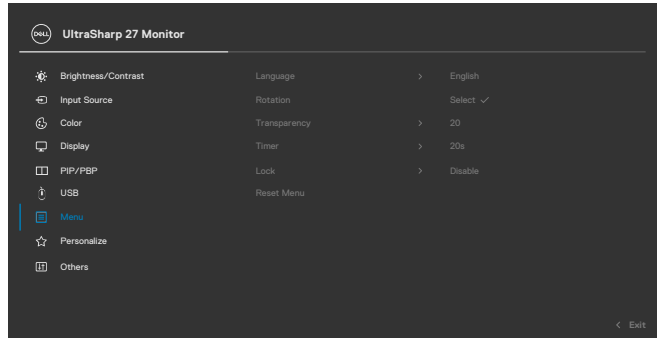 DELL UltraSharp 27 Monitor
Brightness/Contrast Language > English
Input Source Rotation Select ✓
Color Transparency > 20
Display Timer > 20s
PIP/PBP Lock > Disable
USB Reset Menu
Menu
Personalize
Others
< Exit